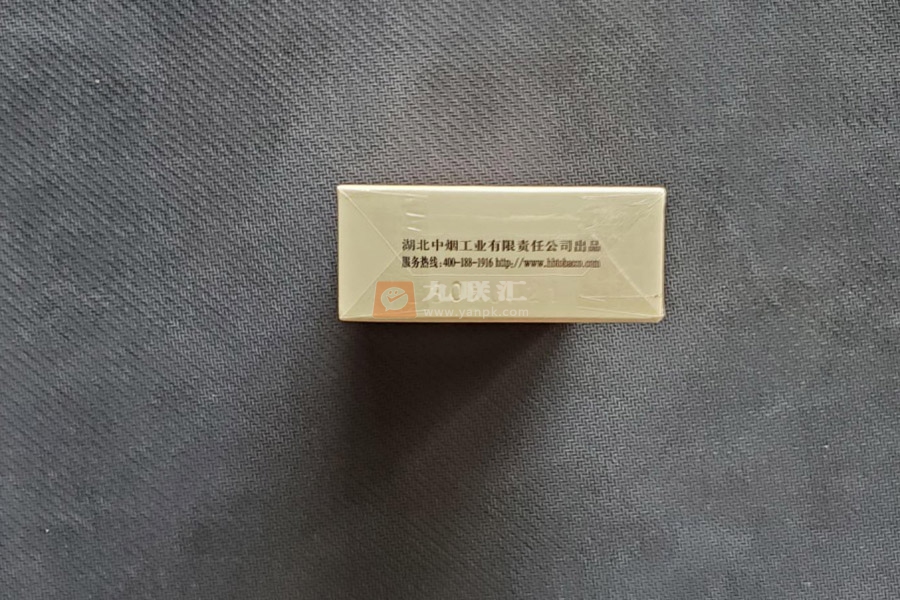 湖北中烟工业有限责任公司出品
服务热线:400-188-1916 http://www.hbtobacco.com
丸联汇
www.yanpk.com